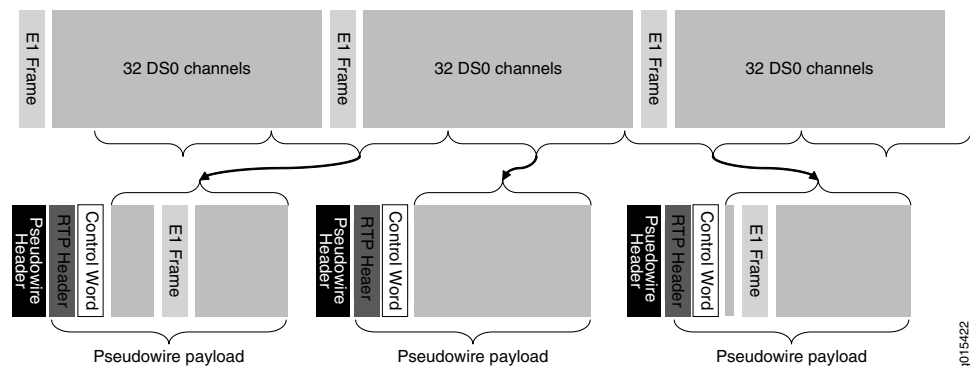 E1 Frame
32 DS0 channels
E1 Frame
32 DS0 channels
E1 Frame
32 DS0 channels
Pseudowire
Header
RTP Header
Control Word
E1 Frame
Pseudowire
Header
RTP Heaer
Control Word
Psuedowire
Header
RTP Header
Control Word
E1 Frame
Pseudowire payload
Pseudowire payload
Pseudowire payload
g015422